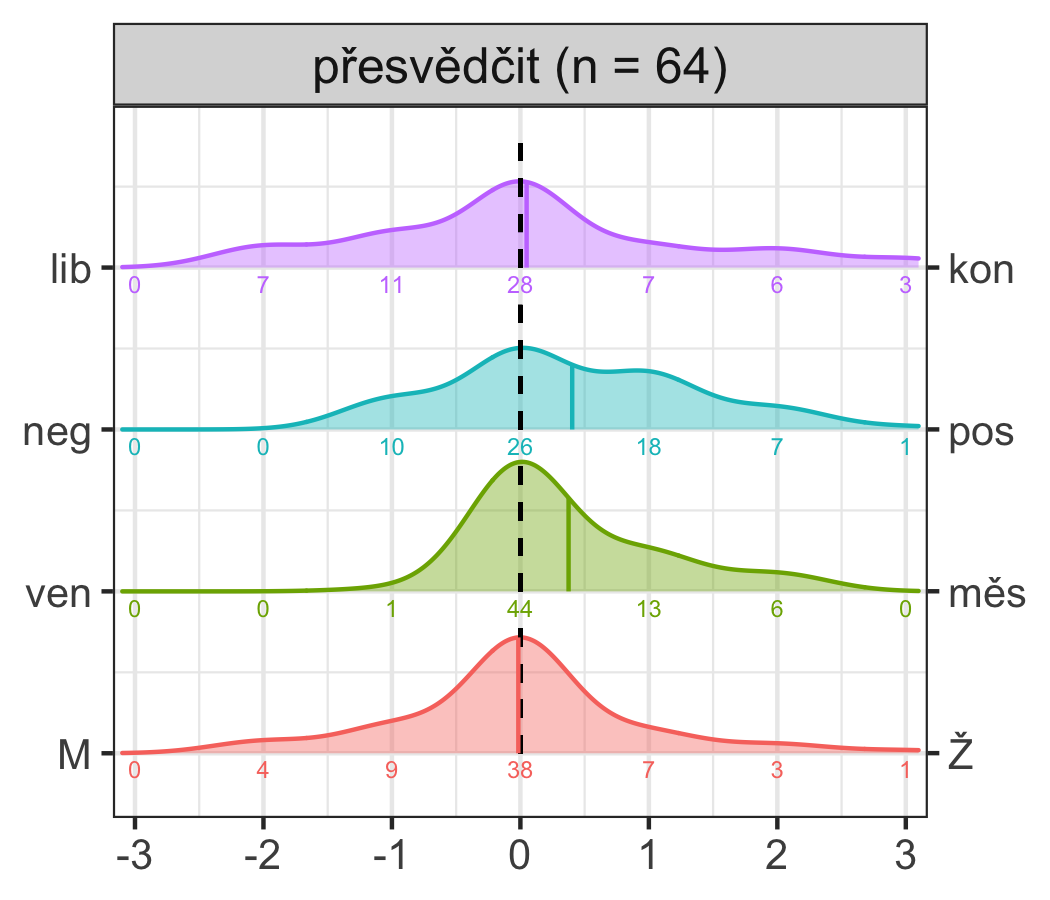 přesvědčit (n = 64)
lib kon
0 7 11 28 7 6 3
neg pos
0 0 10 26 18 7 1
ven měs
0 0 1 44 13 6 0
M Ž
0 4 9 38 7 3 1
-3 -2 -1 0 1 2 3